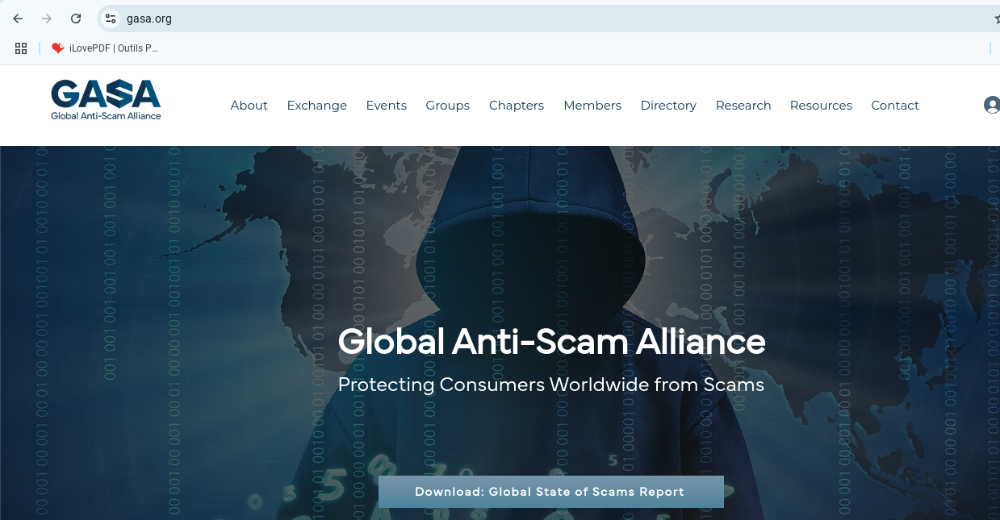 gasa.org
iLovePDF | Outils P...
GASA
Global Anti-Scam Alliance
About Exchange Events Groups Chapters Members Directory Research Resources Contact
Global Anti-Scam Alliance
Protecting Consumers Worldwide from Scams
Download: Global State of Scams Report